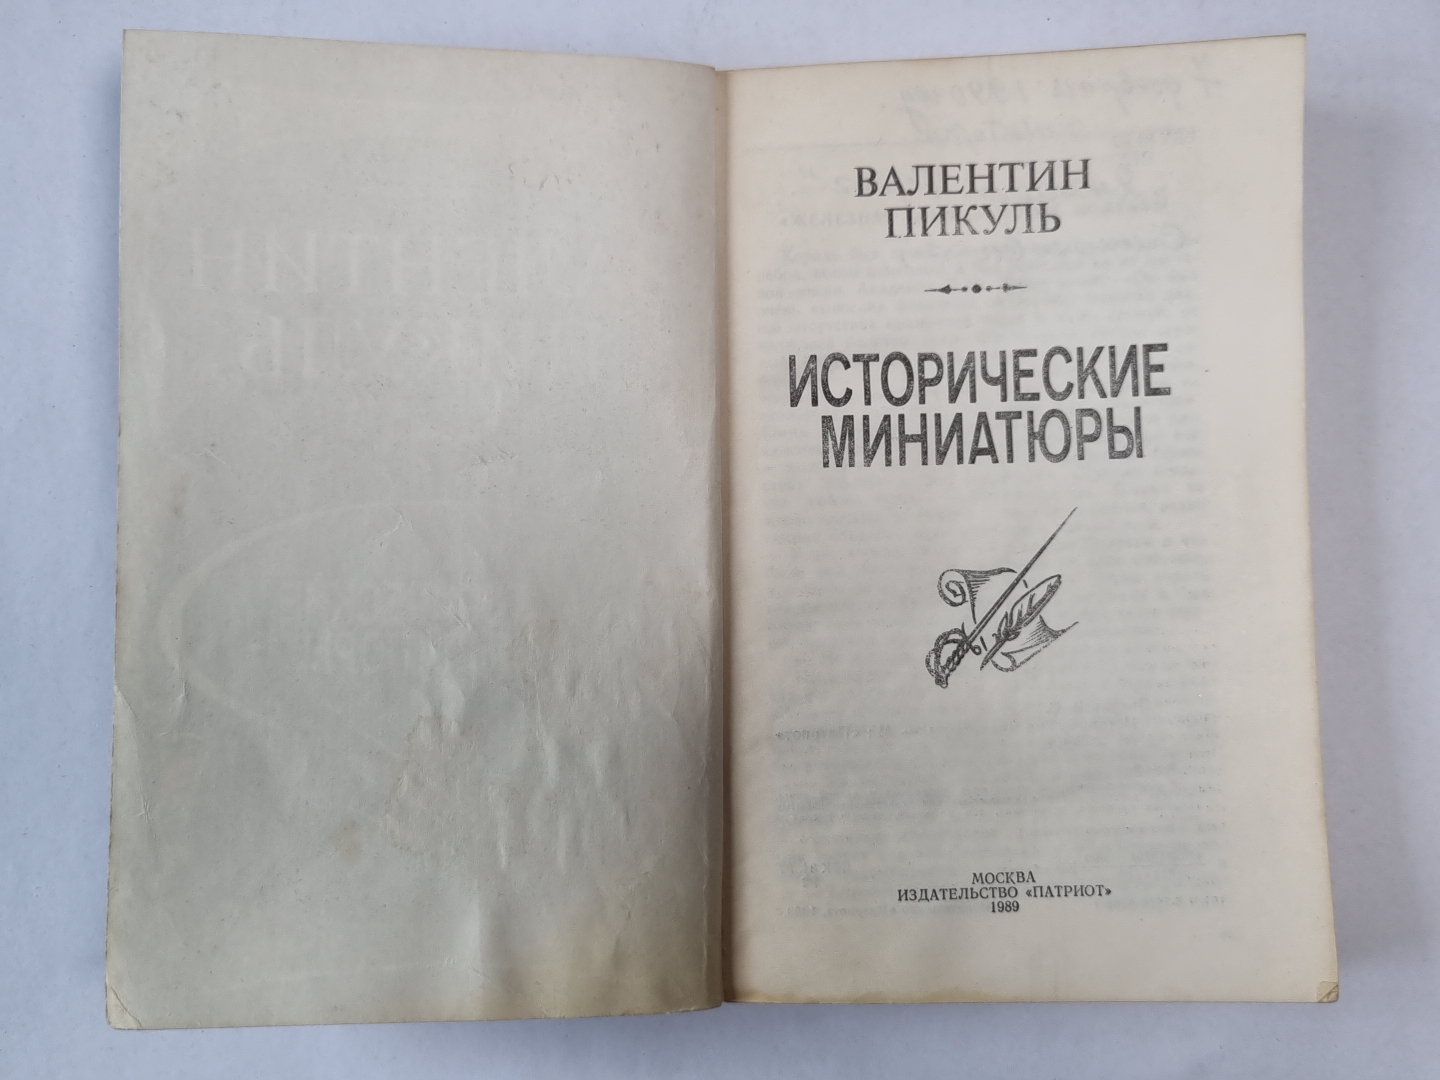 ВАЛЕНТИН
ПИКУЛЬ
ИСТОРИЧЕСКИЕ
МИНИАТЮРЫ
МОСКВА
ИЗДАТЕЛЬСТВО «ПАТРИОТ»
1989